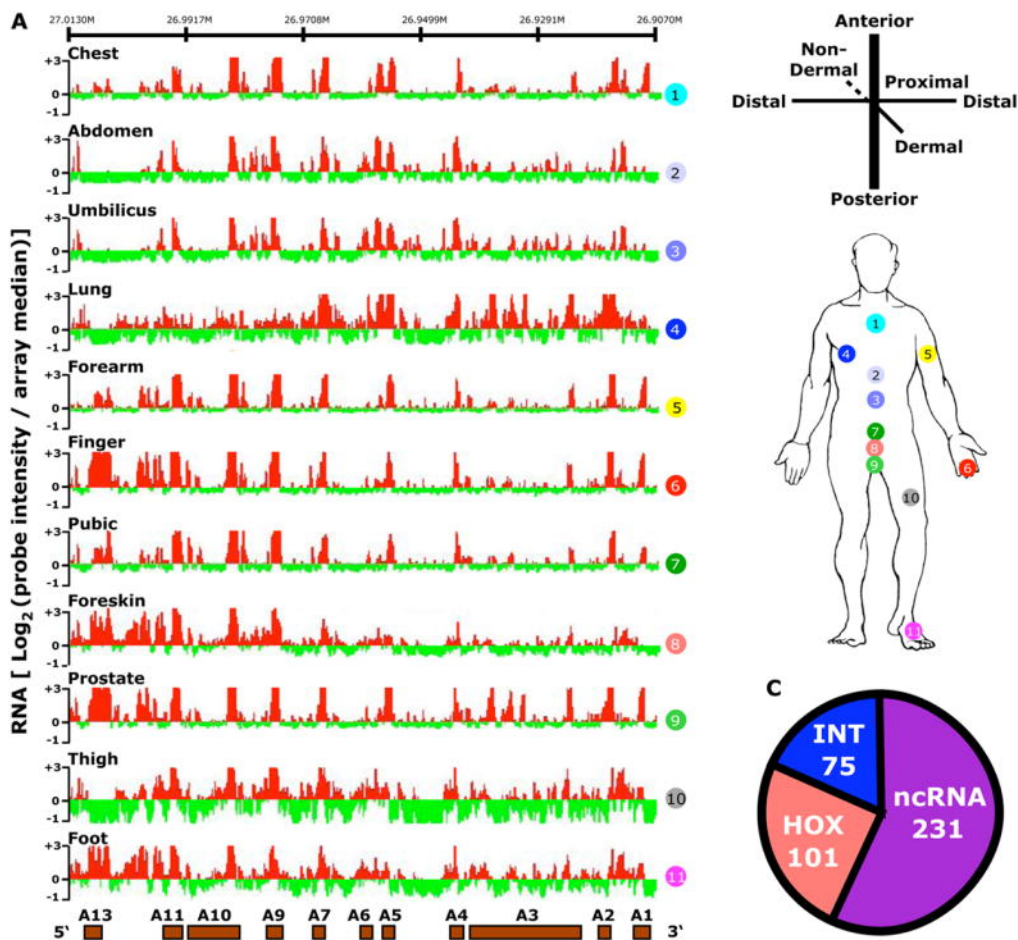 A
27.0130M 26.9917M 26.9708M 26.9499M 26.9291M 26.9070M
RNA [ Log2 (probe intensity / array median)]
Chest
+3
0
-1
1
Abdomen
+3
0
-1
2
Umbilicus
+3
0
-1
3
Lung
+3
0
-1
4
Forearm
+3
0
-1
5
Finger
+3
0
-1
6
Pubic
+3
0
-1
7
Foreskin
+3
0
-1
8
Prostate
+3
0
-1
9
Thigh
+3
0
-1
10
Foot
+3
0
-1
11
A13 A11 A10 A9 A7 A6 A5 A4 A3 A2 A1
5' 3'
Anterior
Non-
Dermal
Proximal
Distal Distal
Dermal
Posterior
1
4 5
2
3
7
8
9
6
10
11
C
INT
75
ncRNA
231
HOX
101